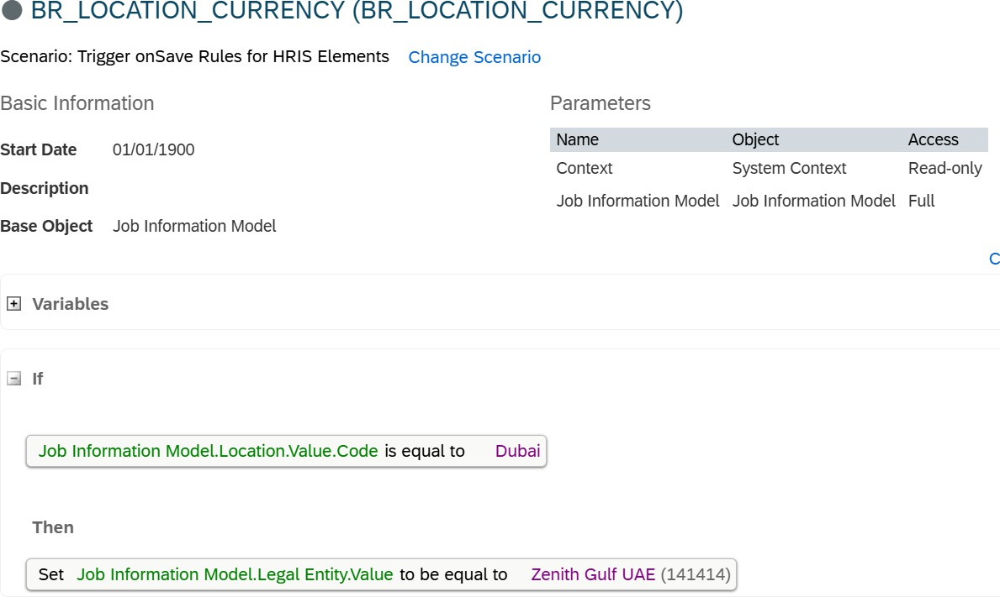 BR_LOCATION_CURRENCY (BR_LOCATION_CURRENCY)
Scenario: Trigger onSave Rules for HRIS Elements Change Scenario
Basic Information
Start Date 01/01/1900
Description
Base Object Job Information Model
Parameters
Name Object Access
Context System Context Read-only
Job Information Model Job Information Model Full
C
Variables
If
Job Information Model.Location.Value.Code is equal to Dubai
Then
Set Job Information Model.Legal Entity.Value to be equal to Zenith Gulf UAE (141414)